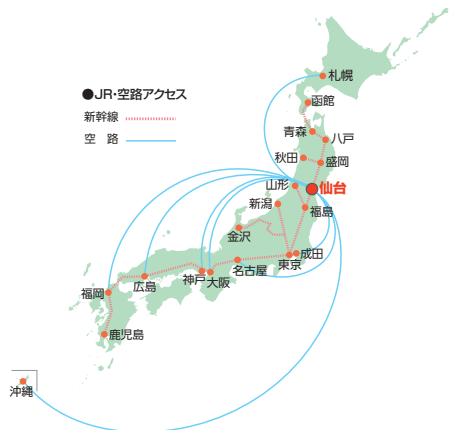 札幌
函館
●JR・空路アクセス
新幹線
空 路
青森
八戸
秋田
盛岡
山形
仙台
新潟
福島
金沢
成田
東京
名古屋
大阪
神戸
広島
福岡
鹿児島
沖縄